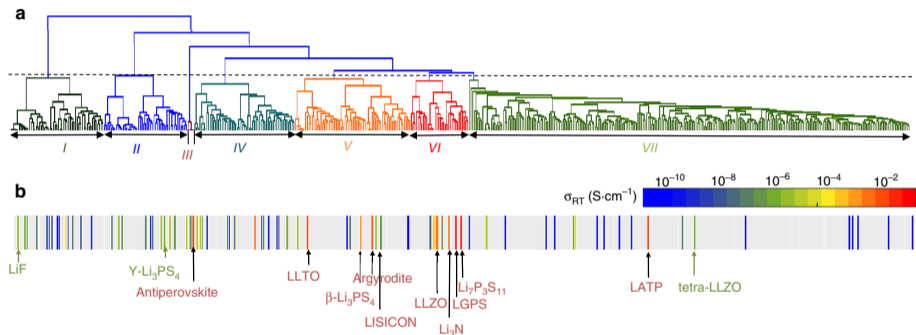 a
I II III IV V VI VII
b
σRT (S·cm⁻¹)
10⁻¹⁰ 10⁻⁸ 10⁻⁶ 10⁻⁴ 10⁻²
LiF
Υ-Li₃PS₄
Antiperovskite
LLTO
β-Li₃PS₄
Argyrodite
LISICON
LLZO
Li₃N
LGPS
Li₇P₃S₁₁
LATP
tetra-LLZO